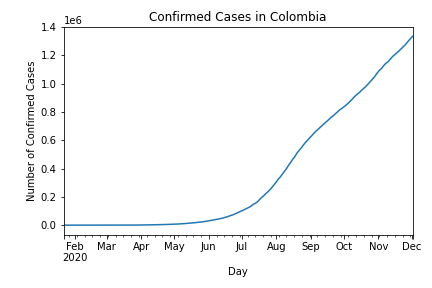 Confirmed Cases in Colombia
1e6
1.4
1.2
1.0
0.8
0.6
0.4
0.2
0.0
Number of Confirmed Cases
Feb Mar Apr May Jun Jul Aug Sep Oct Nov Dec
2020
Day